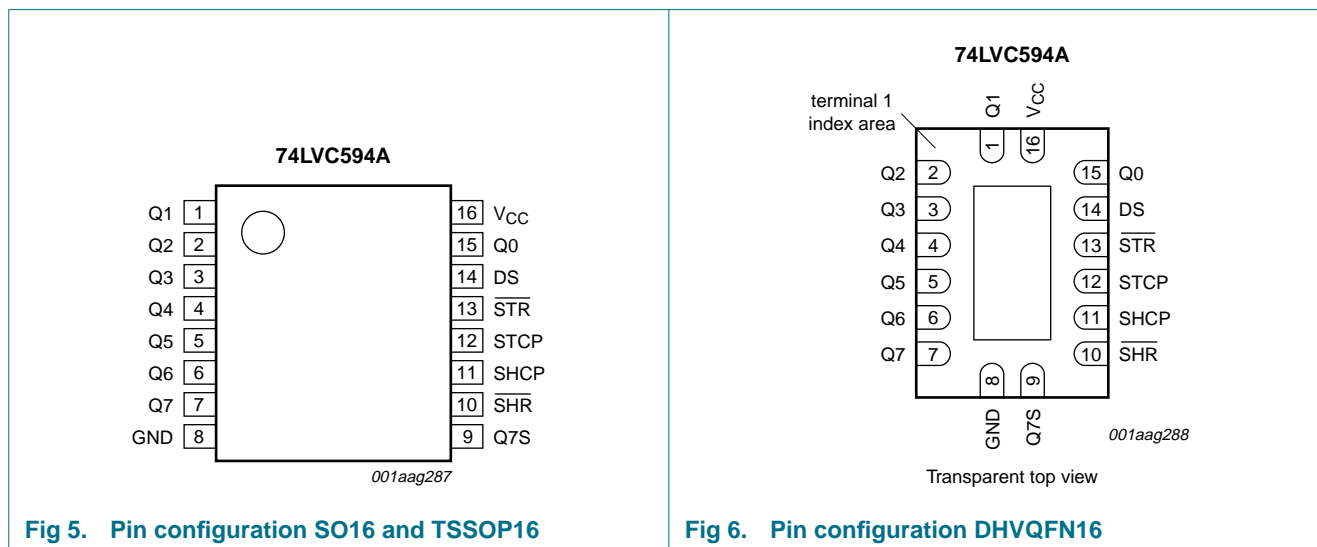 74LVC594A
Q1 1
Q2 2
Q3 3
Q4 4
Q5 5
Q6 6
Q7 7
GND 8
16 VCC
15 Q0
14 DS
13 STR
12 STCP
11 SHCP
10 SHR
9 Q7S
001aag287
Fig 5. Pin configuration SO16 and TSSOP16
74LVC594A
terminal 1
index area
Q1
VCC
1
16
Q2 2
Q3 3
Q4 4
Q5 5
Q6 6
Q7 7
15 Q0
14 DS
13 STR
12 STCP
11 SHCP
10 SHR
8
9
GND
Q7S
001aag288
Transparent top view
Fig 6. Pin configuration DHVQFN16